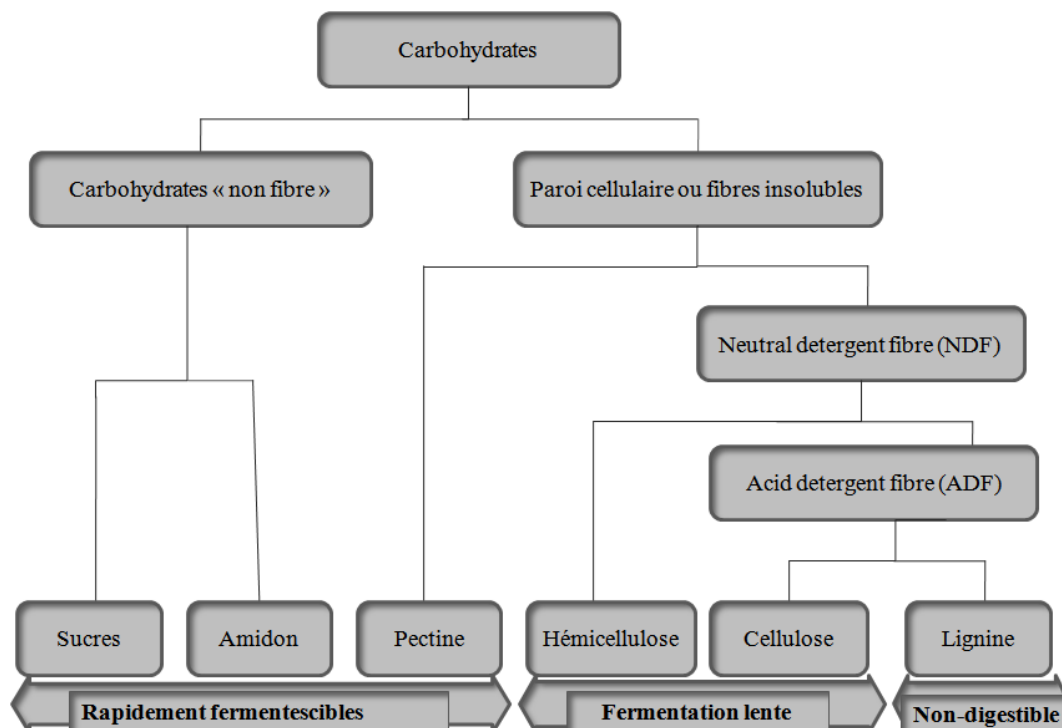 Carbohydrates
Carbohydrates « non fibre »
Paroi cellulaire ou fibres insolubles
Neutral detergent fibre (NDF)
Acid detergent fibre (ADF)
Sucres
Amidon
Pectine
Hémicellulose
Cellulose
Lignine
Rapidement fermentescibles
Fermentation lente
Non-digestible